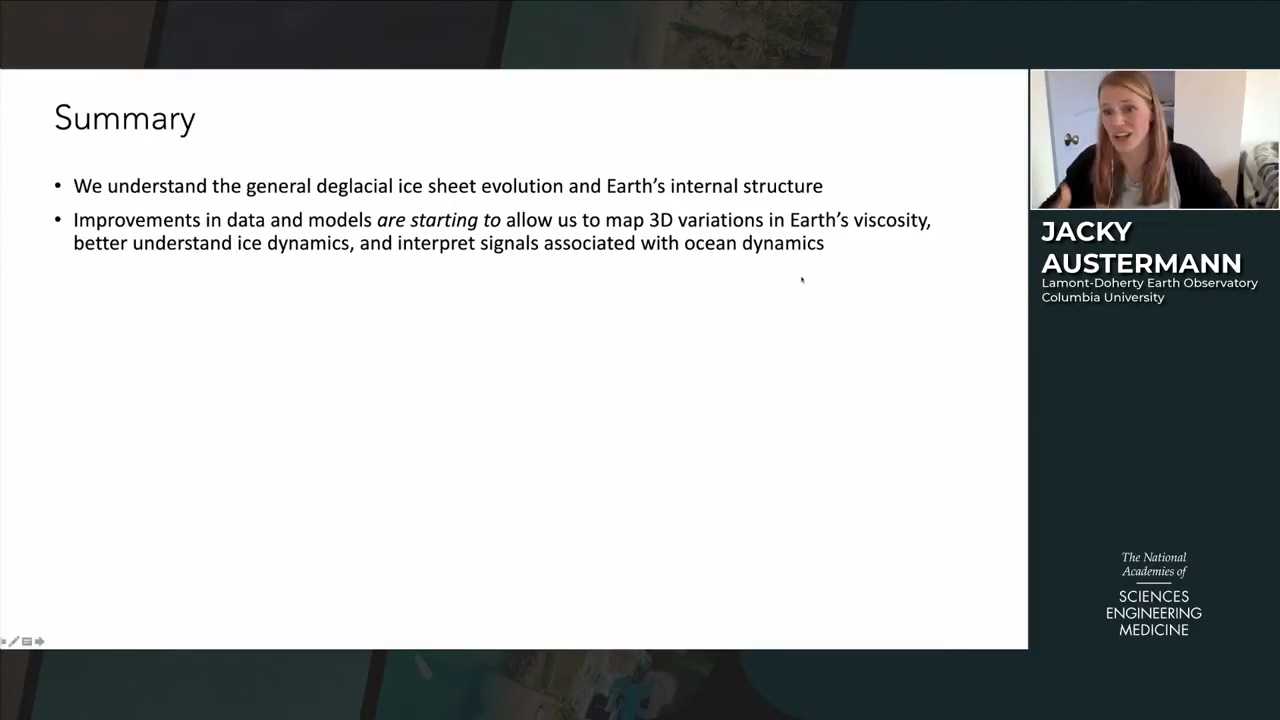 Summary
• We understand the general deglacial ice sheet evolution and Earth’s internal structure
• Improvements in data and models are starting to allow us to map 3D variations in Earth’s viscosity,
better understand ice dynamics, and interpret signals associated with ocean dynamics
JACKY
AUSTERMANN
Lamont-Doherty Earth Observatory
Columbia University
The National
Academies of
SCIENCES
ENGINEERING
MEDICINE